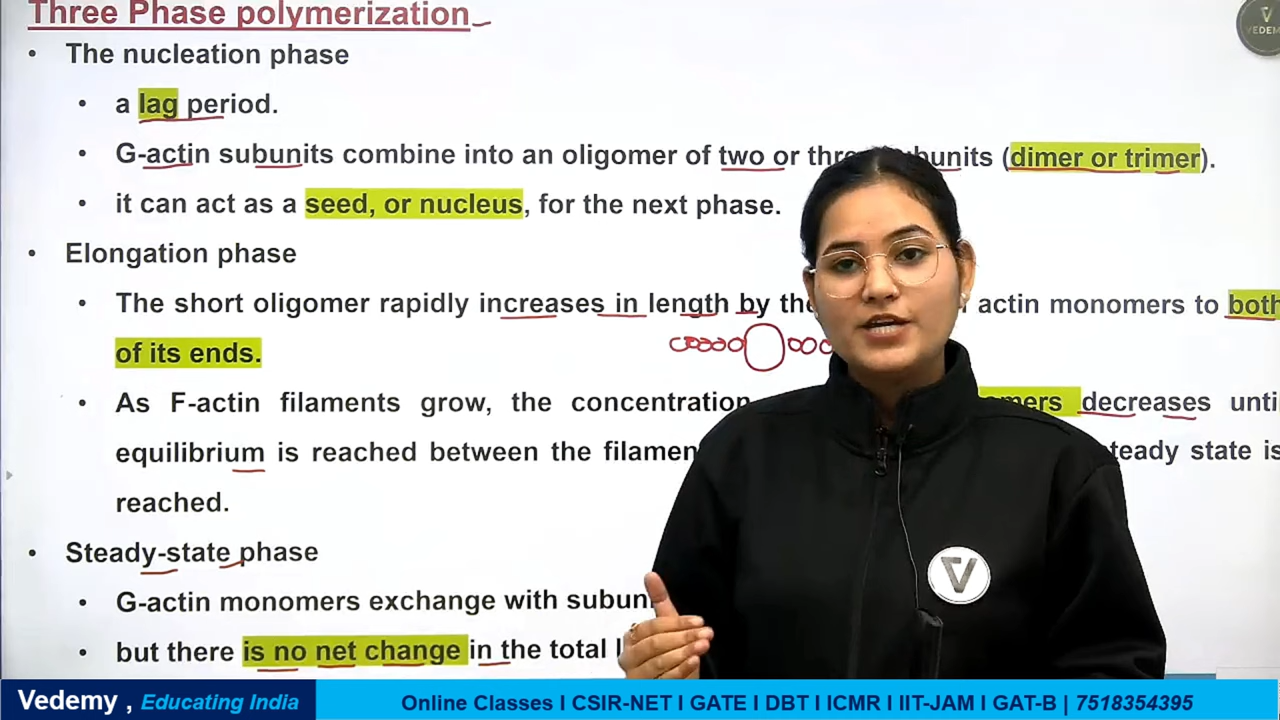 Three Phase polymerization
• The nucleation phase
• a lag period.
• G-actin subunits combine into an oligomer of two or three subunits (dimer or trimer).
• it can act as a seed, or nucleus, for the next phase.
• Elongation phase
• The short oligomer rapidly increases in length by the actin monomers to both
of its ends.
• As F-actin filaments grow, the concentration decreases until
equilibrium is reached between the steady state is
reached.
• Steady-state phase
• G-actin monomers exchange with
• but there is no net change in the total
VEDEMY
Vedemy , Educating India
Online Classes I CSIR-NET I GATE I DBT I ICMR I IIT-JAM I GAT-B | 7518354395